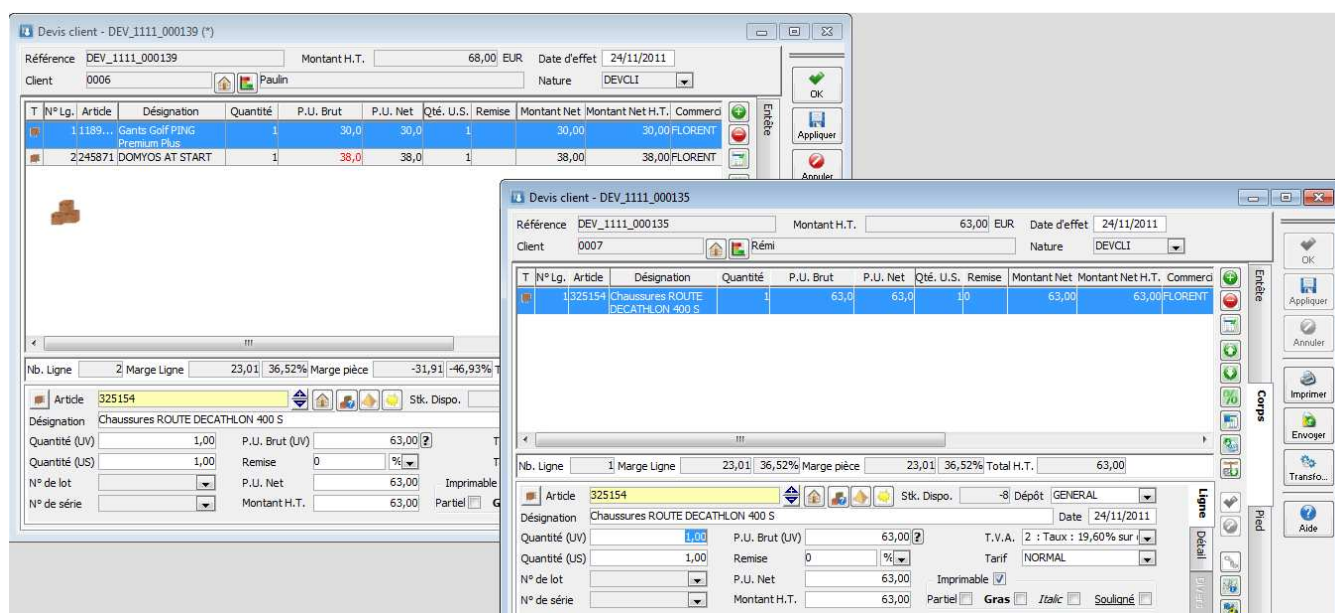 Devis client - DEV_1111_000139 (*)
Référence DEV_1111_000139 Montant H.T. 68,00 EUR Date d'effet 24/11/2011
Client 0006 Paulin Nature DEVCLI
OK
T N° Lg. Article Désignation Quantité P.U. Brut P.U. Net Qté. U.S. Remise Montant Net Montant Net H.T. Commerci
1 1189... Gants Golf PING Premium Plus 1 30,0 30,0 1 30,00 30,00 FLORENT
2 245871 DOMYOS AT START 1 38,0 38,0 1 38,00 38,00 FLORENT
Entête
Appliquer
Annuler
Nb. Ligne 2 Marge Ligne 23,01 36,52% Marge pièce -31,91 -46,93% T
Article 325154 Stk. Dispo.
Désignation Chaussures ROUTE DECATHLON 400 S
Quantité (UV) 1,00 P.U. Brut (UV) 63,00 ? T
Quantité (US) 1,00 Remise 0 % T
N° de lot P.U. Net 63,00 Imprimable
N° de série Montant H.T. 63,00 Partiel G
Devis client - DEV_1111_000135
Référence DEV_1111_000135 Montant H.T. 63,00 EUR Date d'effet 24/11/2011
Client 0007 Rémi Nature DEVCLI
OK
T N° Lg. Article Désignation Quantité P.U. Brut P.U. Net Qté. U.S. Remise Montant Net Montant Net H.T. Commerci
1 325154 Chaussures ROUTE DECATHLON 400 S 1 63,0 63,0 1 0 63,00 63,00 FLORENT
Entête
Appliquer
Annuler
Imprimer
Corps
Envoyer
Transfo...
Nb. Ligne 1 Marge Ligne 23,01 36,52% Marge pièce 23,01 36,52% Total H.T. 63,00
Article 325154 Stk. Dispo. -8 Dépôt GENERAL
Désignation Chaussures ROUTE DECATHLON 400 S Date 24/11/2011
Quantité (UV) 1,00 P.U. Brut (UV) 63,00 ? T.V.A. 2 : Taux : 19,60% sur
Quantité (US) 1,00 Remise 0 % Tarif NORMAL
N° de lot P.U. Net 63,00 Imprimable
N° de série Montant H.T. 63,00 Partiel Gras Italic Souligné
Ligne
Détail
Pied
Aide